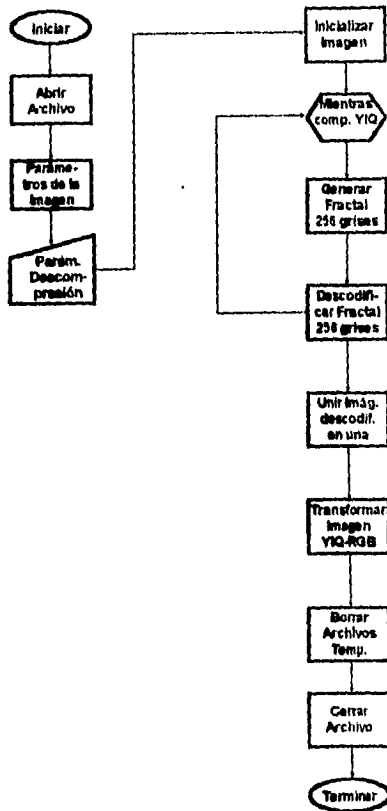 Iniciar
Abrir
Archivo
Paráme-
tros de la
Imagen
Parám.
Descom-
presión
Inicializar
Imagen
Mientras
comp. YIQ
Generar
Fractal
256 grises
Descodifi-
car Fractal
256 grises
Unir Imág.
descodif.
en una
Transformar
Imagen
YIQ-RGB
Borrar
Archivos
Temp.
Cerrar
Archivo
Terminar